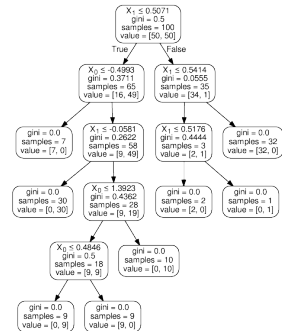 X1 ≤ 0.5071
gini = 0.5
samples = 100
value = [50, 50]
True
False
X0 ≤ -0.4993
gini = 0.3711
samples = 65
value = [16, 49]
X1 ≤ 0.5414
gini = 0.0555
samples = 35
value = [34, 1]
gini = 0.0
samples = 7
value = [7, 0]
X1 ≤ -0.0581
gini = 0.2622
samples = 58
value = [9, 49]
X1 ≤ 0.5176
gini = 0.4444
samples = 3
value = [2, 1]
gini = 0.0
samples = 32
value = [32, 0]
gini = 0.0
samples = 30
value = [0, 30]
X0 ≤ 1.3923
gini = 0.4362
samples = 28
value = [9, 19]
gini = 0.0
samples = 2
value = [2, 0]
gini = 0.0
samples = 1
value = [0, 1]
X0 ≤ 0.4846
gini = 0.5
samples = 18
value = [9, 9]
gini = 0.0
samples = 10
value = [0, 10]
gini = 0.0
samples = 9
value = [0, 9]
gini = 0.0
samples = 9
value = [9, 0]